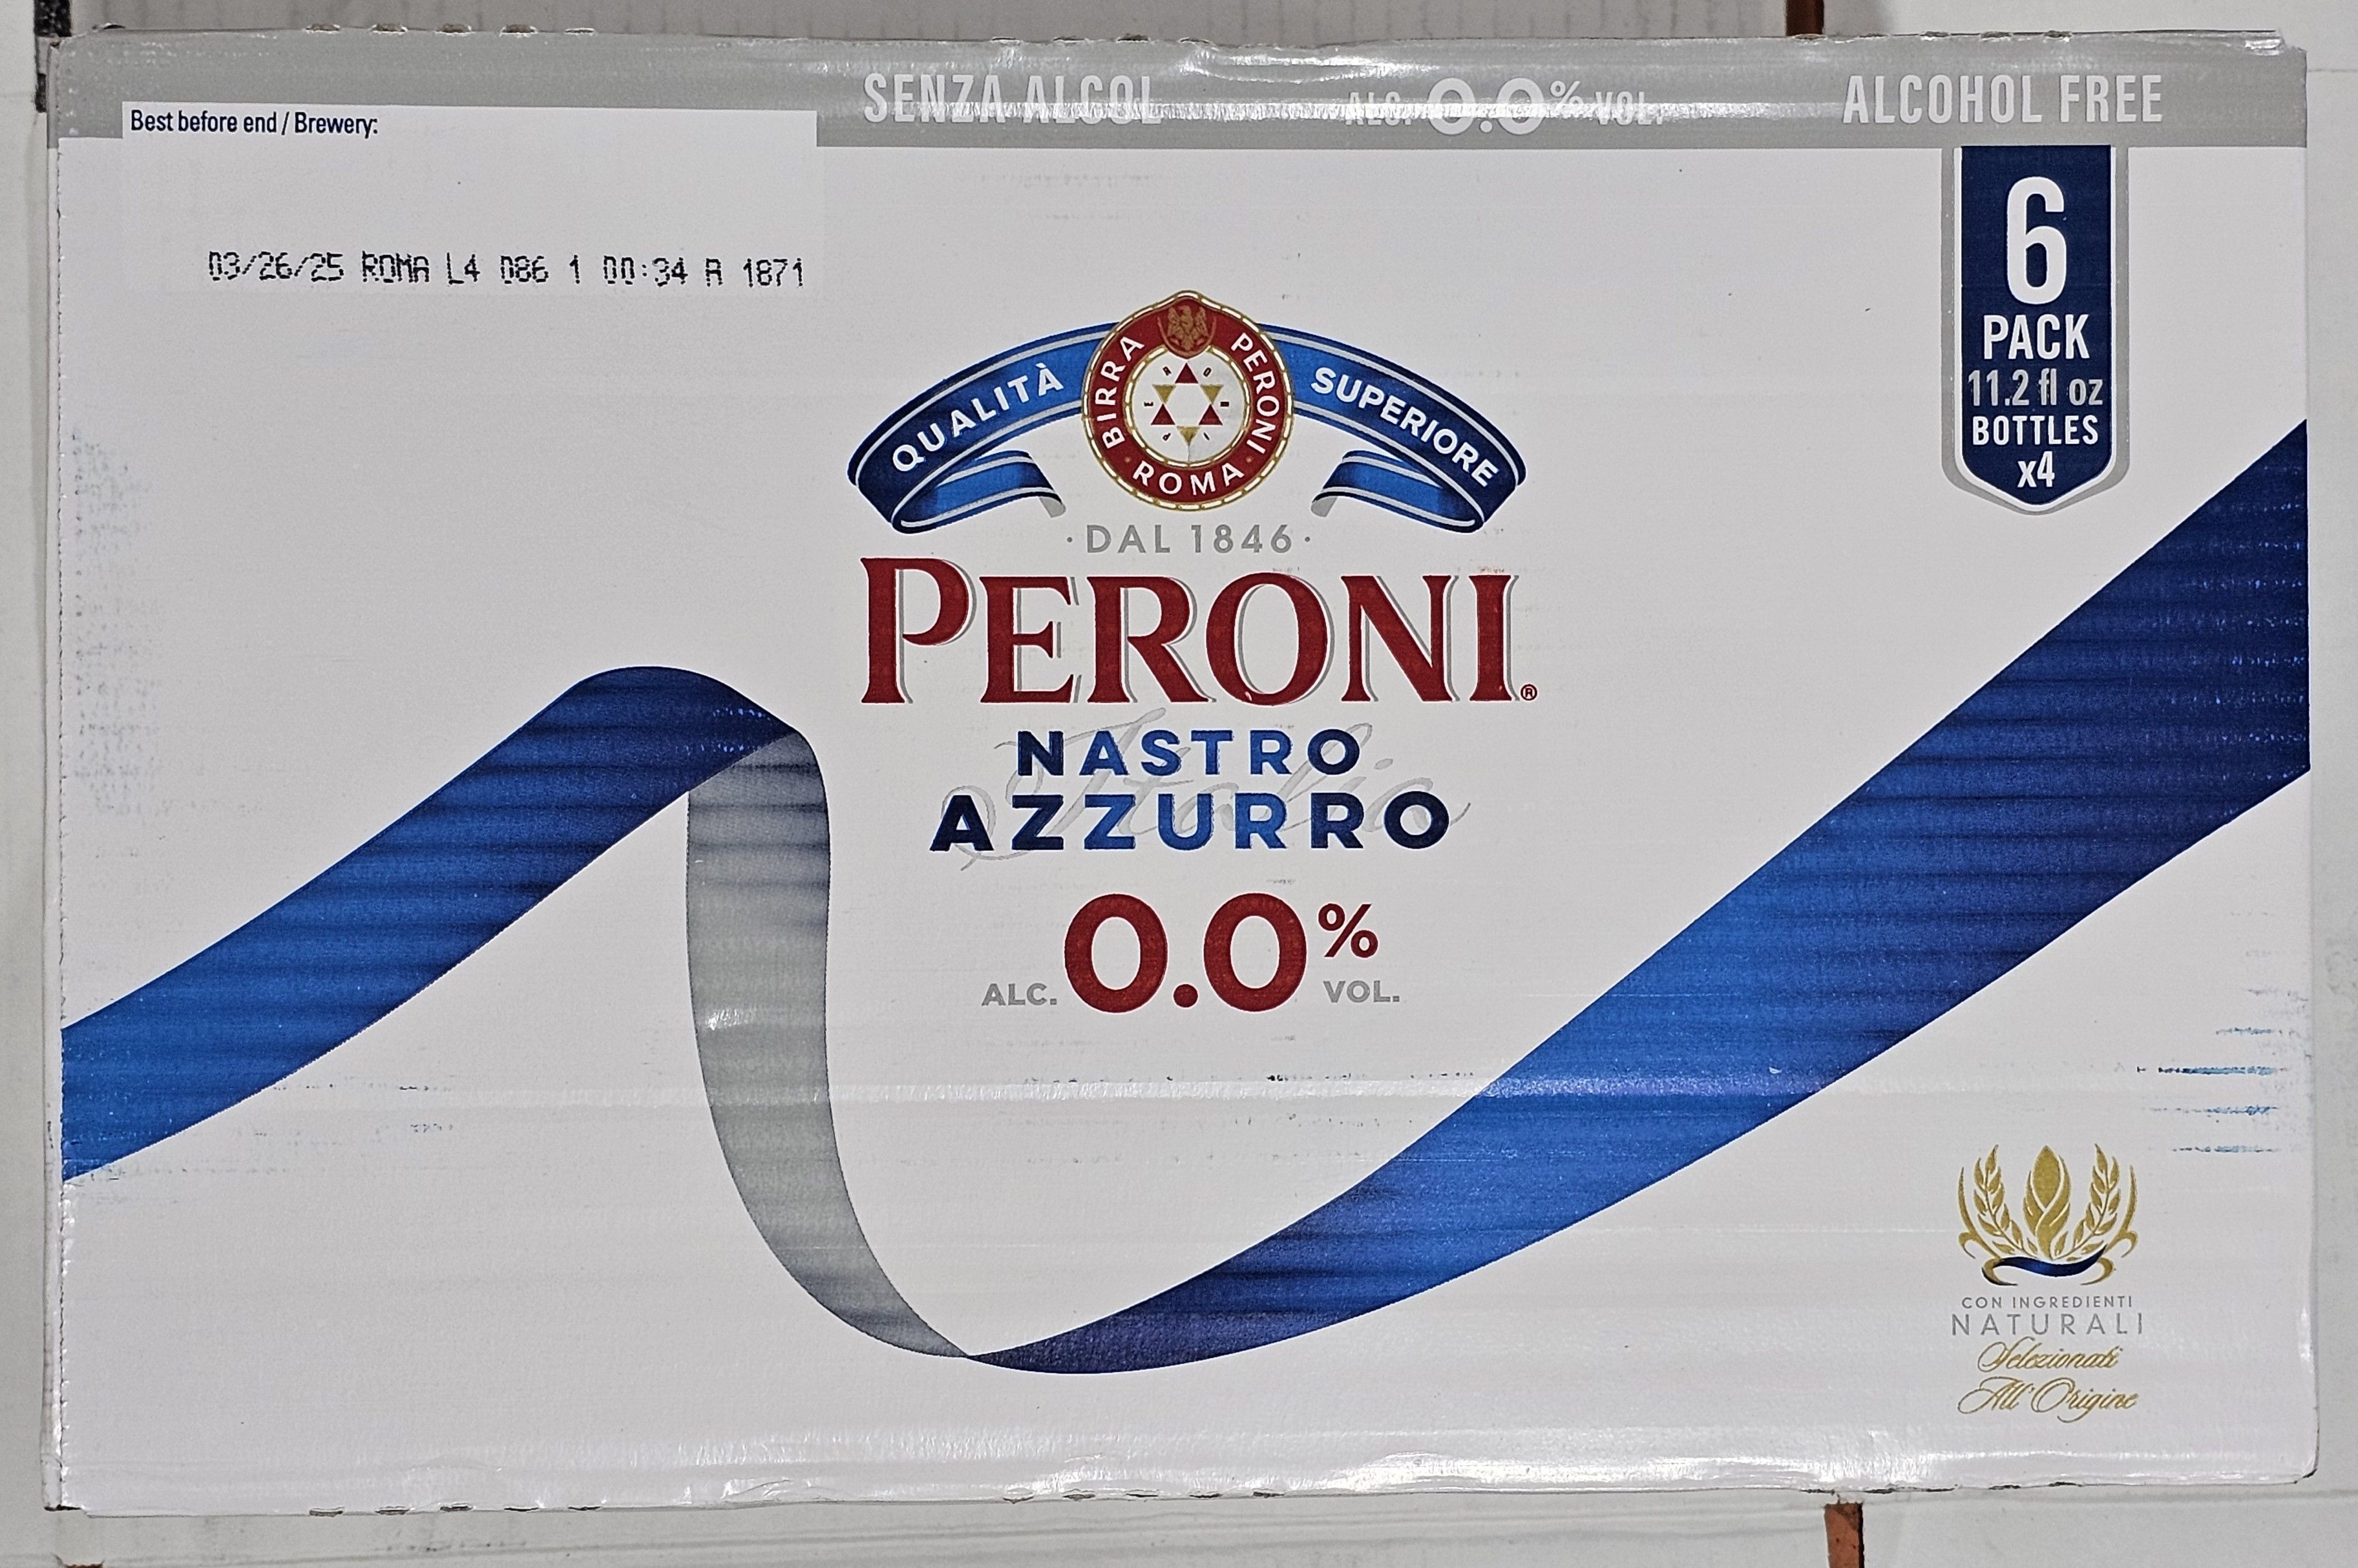 SENZA ALCOL ALC. 0.0% VOL. ALCOHOL FREE
Best before end / Brewery:
03/26/25 ROMA L4 086 1 00:34 A 1871
6
PACK
11.2 fl oz
BOTTLES
x4
QUALITÀ SUPERIORE
BIRRA PERONI
ROMA
·DAL 1846·
PERONI®
Italia
NASTRO
AZZURRO
ALC. 0.0% VOL.
CON INGREDIENTI
NATURALI
Selezionati
All'Origine